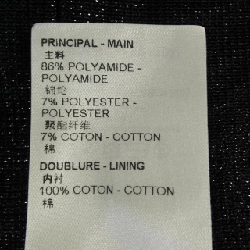 PRINCIPAL - MAIN
主料
86% POLYAMIDE -
POLYAMIDE
锦纶
7% POLYESTER -
POLYESTER
聚酯纤维
7% COTON - COTTON
棉
DOUBLURE - LINING
内衬
100% COTON - COTTON
棉